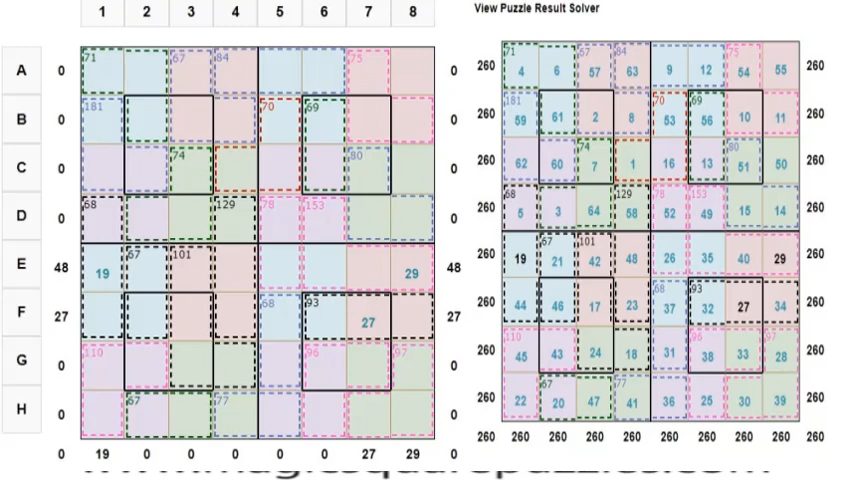 1 2 3 4 5 6 7 8
View Puzzle Result Solver
A 0 71 67 84 75 0
B 0 181 70 69 0
C 0 74 80 0
D 0 68 129 78 153 0
E 48 19 67 101 29 48
F 27 68 93 27 27
G 0 110 96 97 0
H 0 67 77 0
0 19 0 0 0 0 0 27 29 0
260 71 4 6 67 57 84 63 9 12 75 54 55 260
260 181 59 61 2 8 70 53 69 56 10 11 260
260 62 60 74 7 1 16 13 80 51 50 260
260 68 5 3 64 129 58 78 52 153 49 15 14 260
260 19 67 21 101 42 48 26 35 40 29 260
260 44 46 17 23 68 37 93 32 27 34 260
260 110 45 43 24 18 31 96 38 33 28 260
260 22 67 20 47 77 41 36 25 30 39 260
260 260 260 260 260 260 260 260 260 260